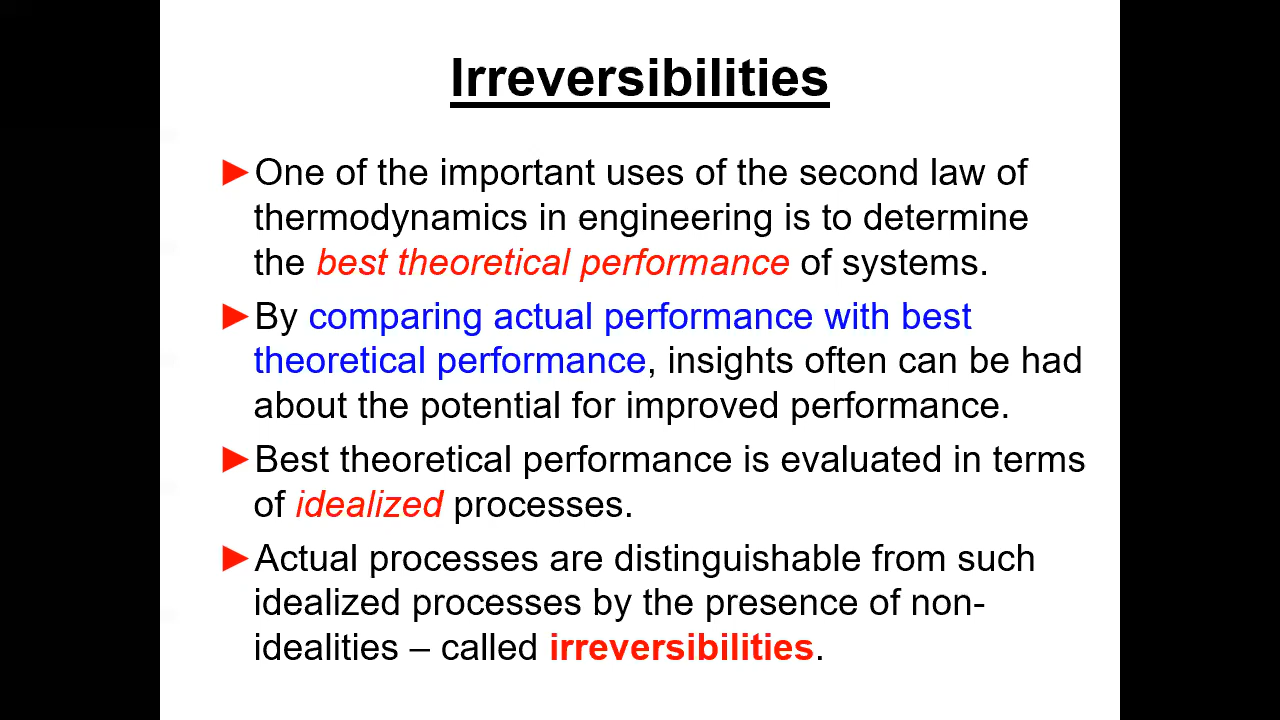 Irreversibilities
►One of the important uses of the second law of
thermodynamics in engineering is to determine
the best theoretical performance of systems.
►By comparing actual performance with best
theoretical performance, insights often can be had
about the potential for improved performance.
►Best theoretical performance is evaluated in terms
of idealized processes.
►Actual processes are distinguishable from such
idealized processes by the presence of non-
idealities – called irreversibilities.